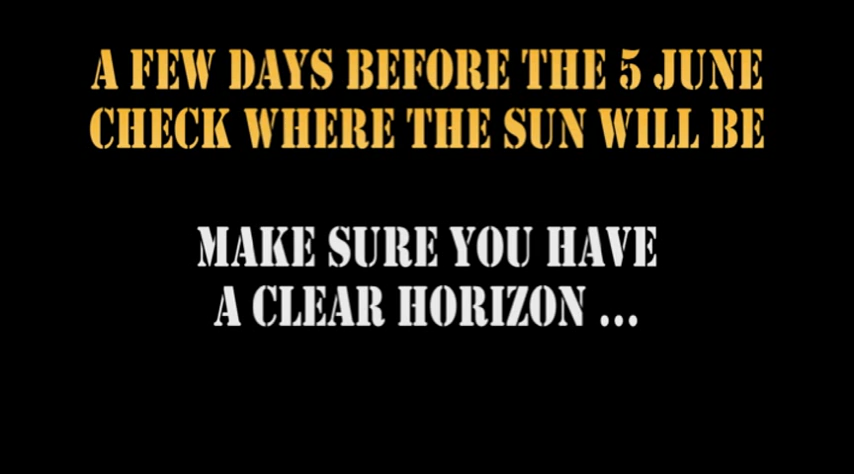 A FEW DAYS BEFORE THE 5 JUNE
CHECK WHERE THE SUN WILL BE
MAKE SURE YOU HAVE
A CLEAR HORIZON ...